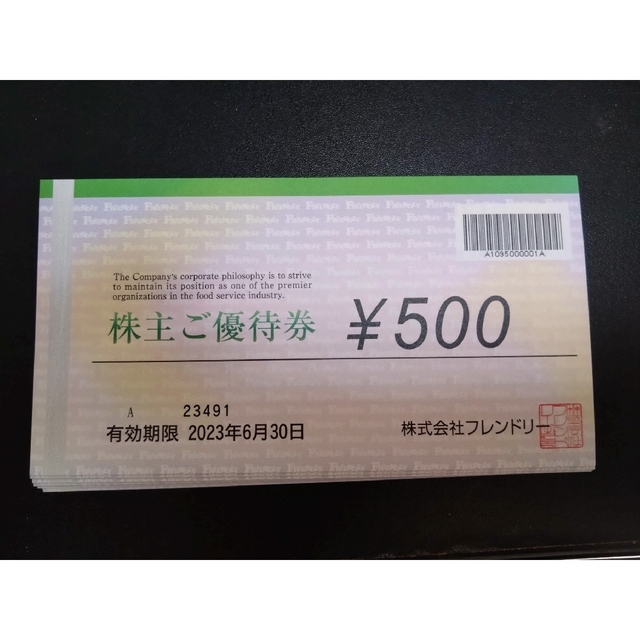 A1095000001A
The Company's corporate philosophy is to strive
to maintain its position as one of the premier
organizations in the food service industry.
株主ご優待券 ￥500
A 23491
有効期限 2023年6月30日
株式会社フレンドリー